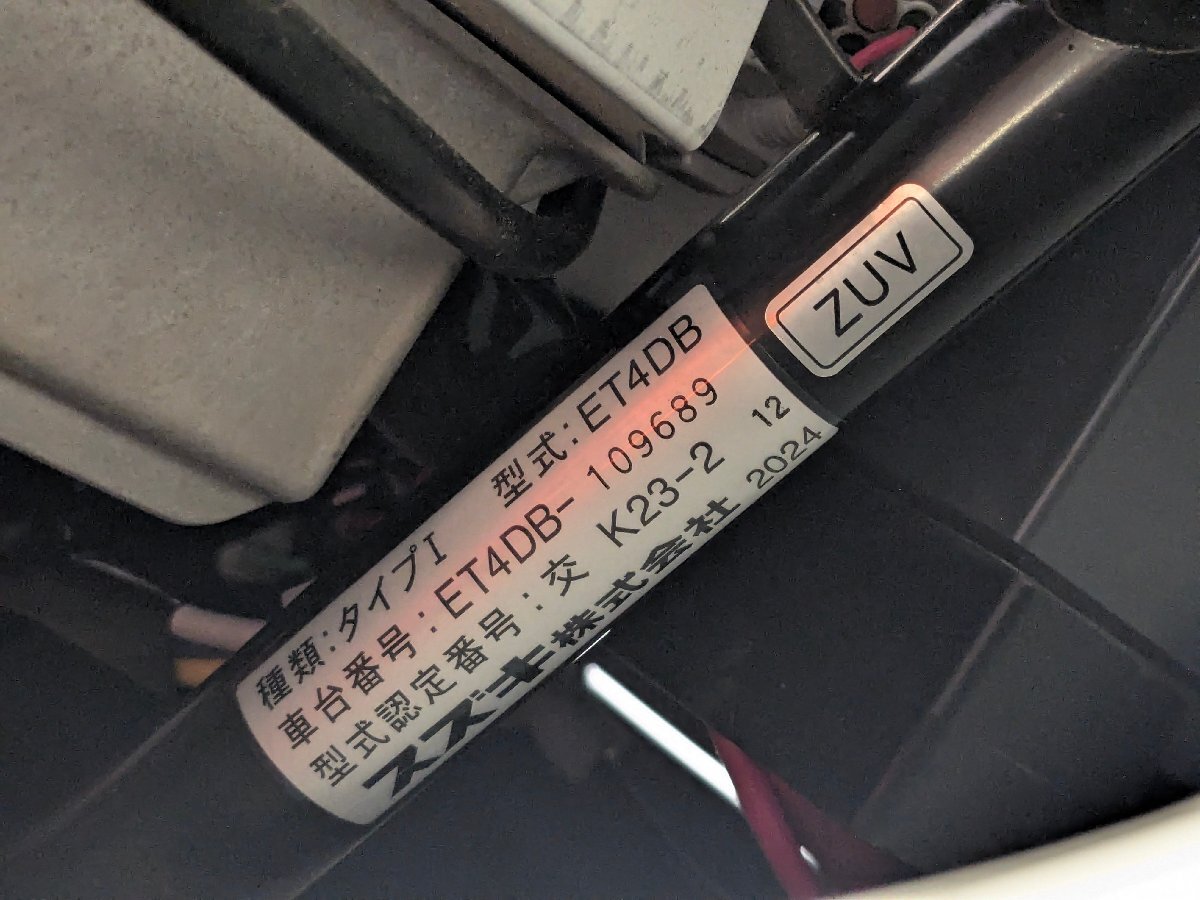 種類:タイプI 型式:ET4DB
車台番号:ET4DB-109689
型式認定番号:交 K23-2 12
スズキ株式会社 2024
ZUV